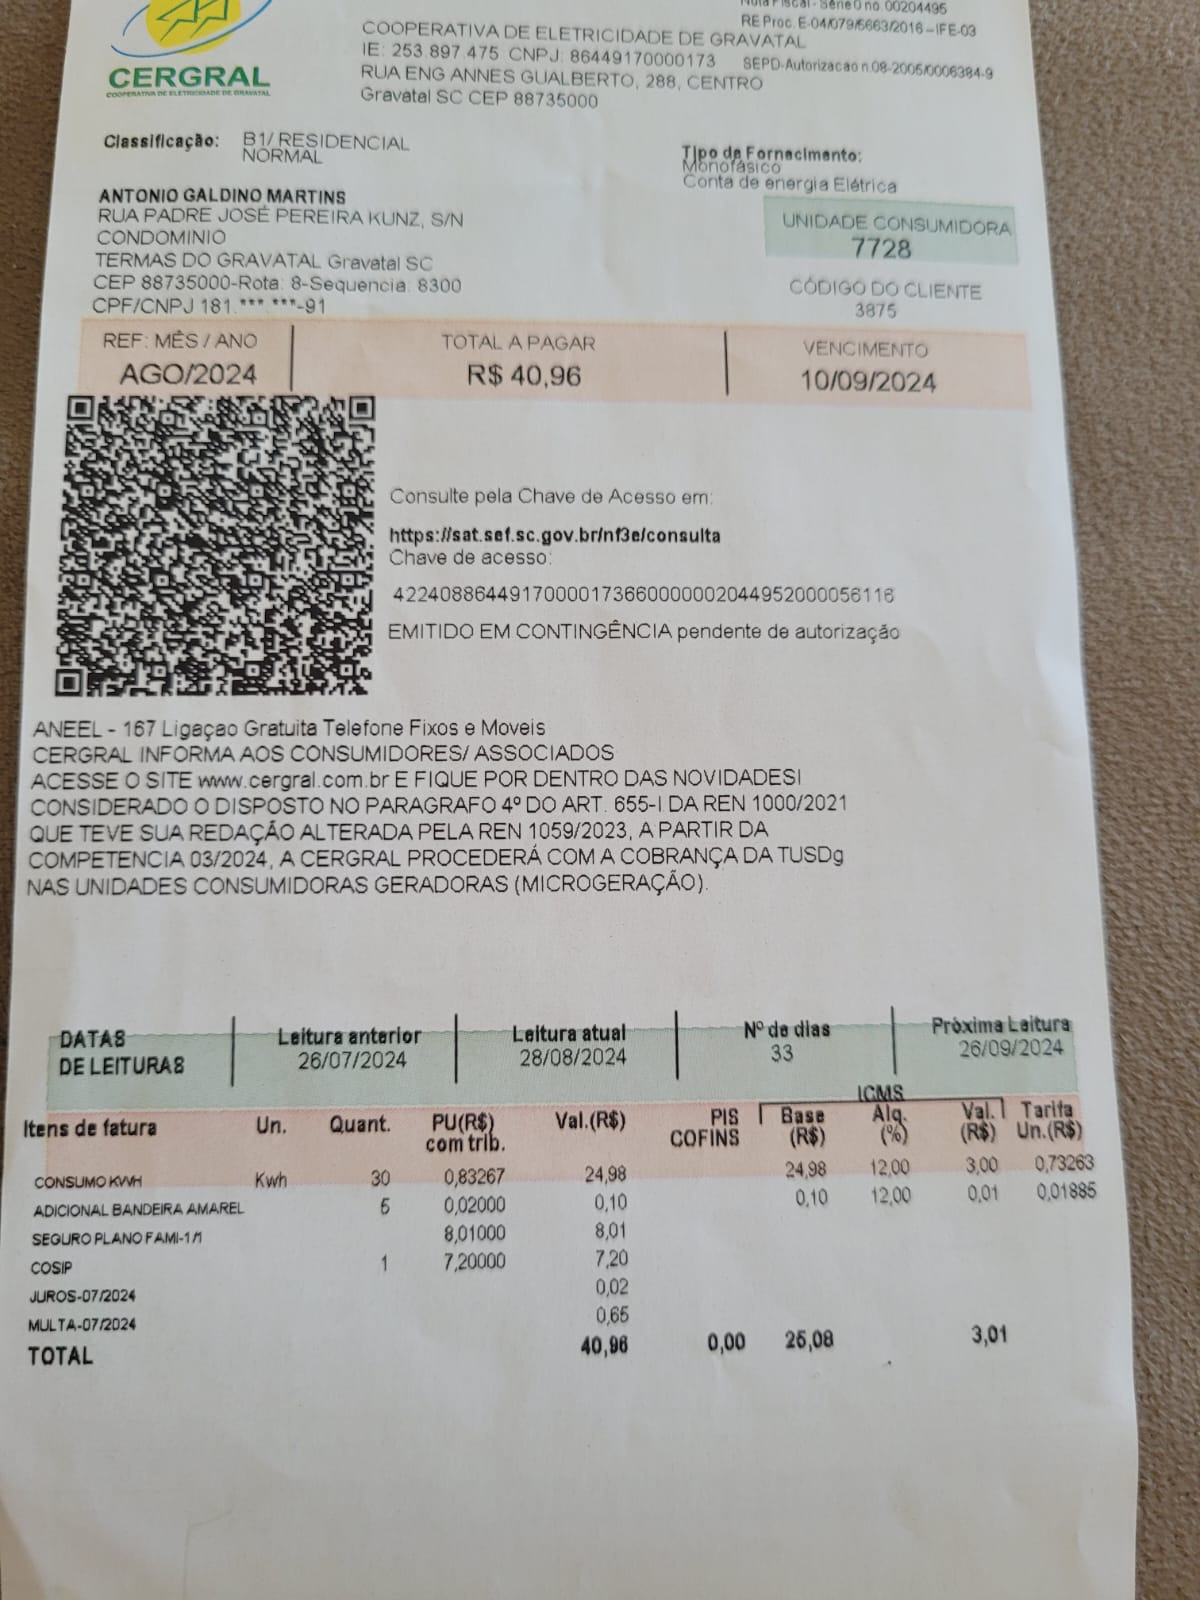 Nota Fiscal - Série 0 no. 00204495
RE Proc. E-04/079/5663/2016 – IFE-03
SEPD-Autorizacao n.08-2005/0006384-9
CERGRAL
COOPERATIVA DE ELETRICIDADE DE GRAVATAL
COOPERATIVA DE ELETRICIDADE DE GRAVATAL
IE: 253.897.475 CNPJ: 86449170000173
RUA ENG ANNES GUALBERTO, 288, CENTRO
Gravatal SC CEP 88735000
Classificação: B1/ RESIDENCIAL
NORMAL
Tipo de Fornecimento:
Monofásico
Conta de energia Elétrica
ANTONIO GALDINO MARTINS
RUA PADRE JOSÉ PEREIRA KUNZ, S/N
CONDOMINIO
TERMAS DO GRAVATAL Gravatal SC
CEP 88735000-Rota: 8-Sequencia: 8300
CPF/CNPJ 181.***.***-91
UNIDADE CONSUMIDORA
7728
CÓDIGO DO CLIENTE
3875
REF: MÊS / ANO TOTAL A PAGAR VENCIMENTO
AGO/2024 R$ 40,96 10/09/2024
Consulte pela Chave de Acesso em:
https://sat.sef.sc.gov.br/nf3e/consulta
Chave de acesso:
42240886449170000173660000002044952000056116
EMITIDO EM CONTINGÊNCIA pendente de autorização
ANEEL - 167 Ligaçao Gratuita Telefone Fixos e Moveis
CERGRAL INFORMA AOS CONSUMIDORES/ ASSOCIADOS
ACESSE O SITE www.cergral.com.br E FIQUE POR DENTRO DAS NOVIDADES!
CONSIDERADO O DISPOSTO NO PARAGRAFO 4º DO ART. 655-I DA REN 1000/2021
QUE TEVE SUA REDAÇÃO ALTERADA PELA REN 1059/2023, A PARTIR DA
COMPETENCIA 03/2024, A CERGRAL PROCEDERÁ COM A COBRANÇA DA TUSDg
NAS UNIDADES CONSUMIDORAS GERADORAS (MICROGERAÇÃO).
DATAS DE LEITURAS Leitura anterior Leitura atual Nº de dias Próxima Leitura
26/07/2024 28/08/2024 33 26/09/2024
ICMS
Itens de fatura Un. Quant. PU(R$) com trib. Val.(R$) PIS COFINS Base (R$) Alq. (%) Val. (R$) Tarifa Un.(R$)
CONSUMO KWH Kwh 30 0,83267 24,98 24,98 12,00 3,00 0,73263
ADICIONAL BANDEIRA AMAREL 5 0,02000 0,10 0,10 12,00 0,01 0,01885
SEGURO PLANO FAMI-1/1 8,01000 8,01
COSIP 1 7,20000 7,20
JUROS-07/2024 0,02
MULTA-07/2024 0,65
TOTAL 40,96 0,00 25,08 3,01